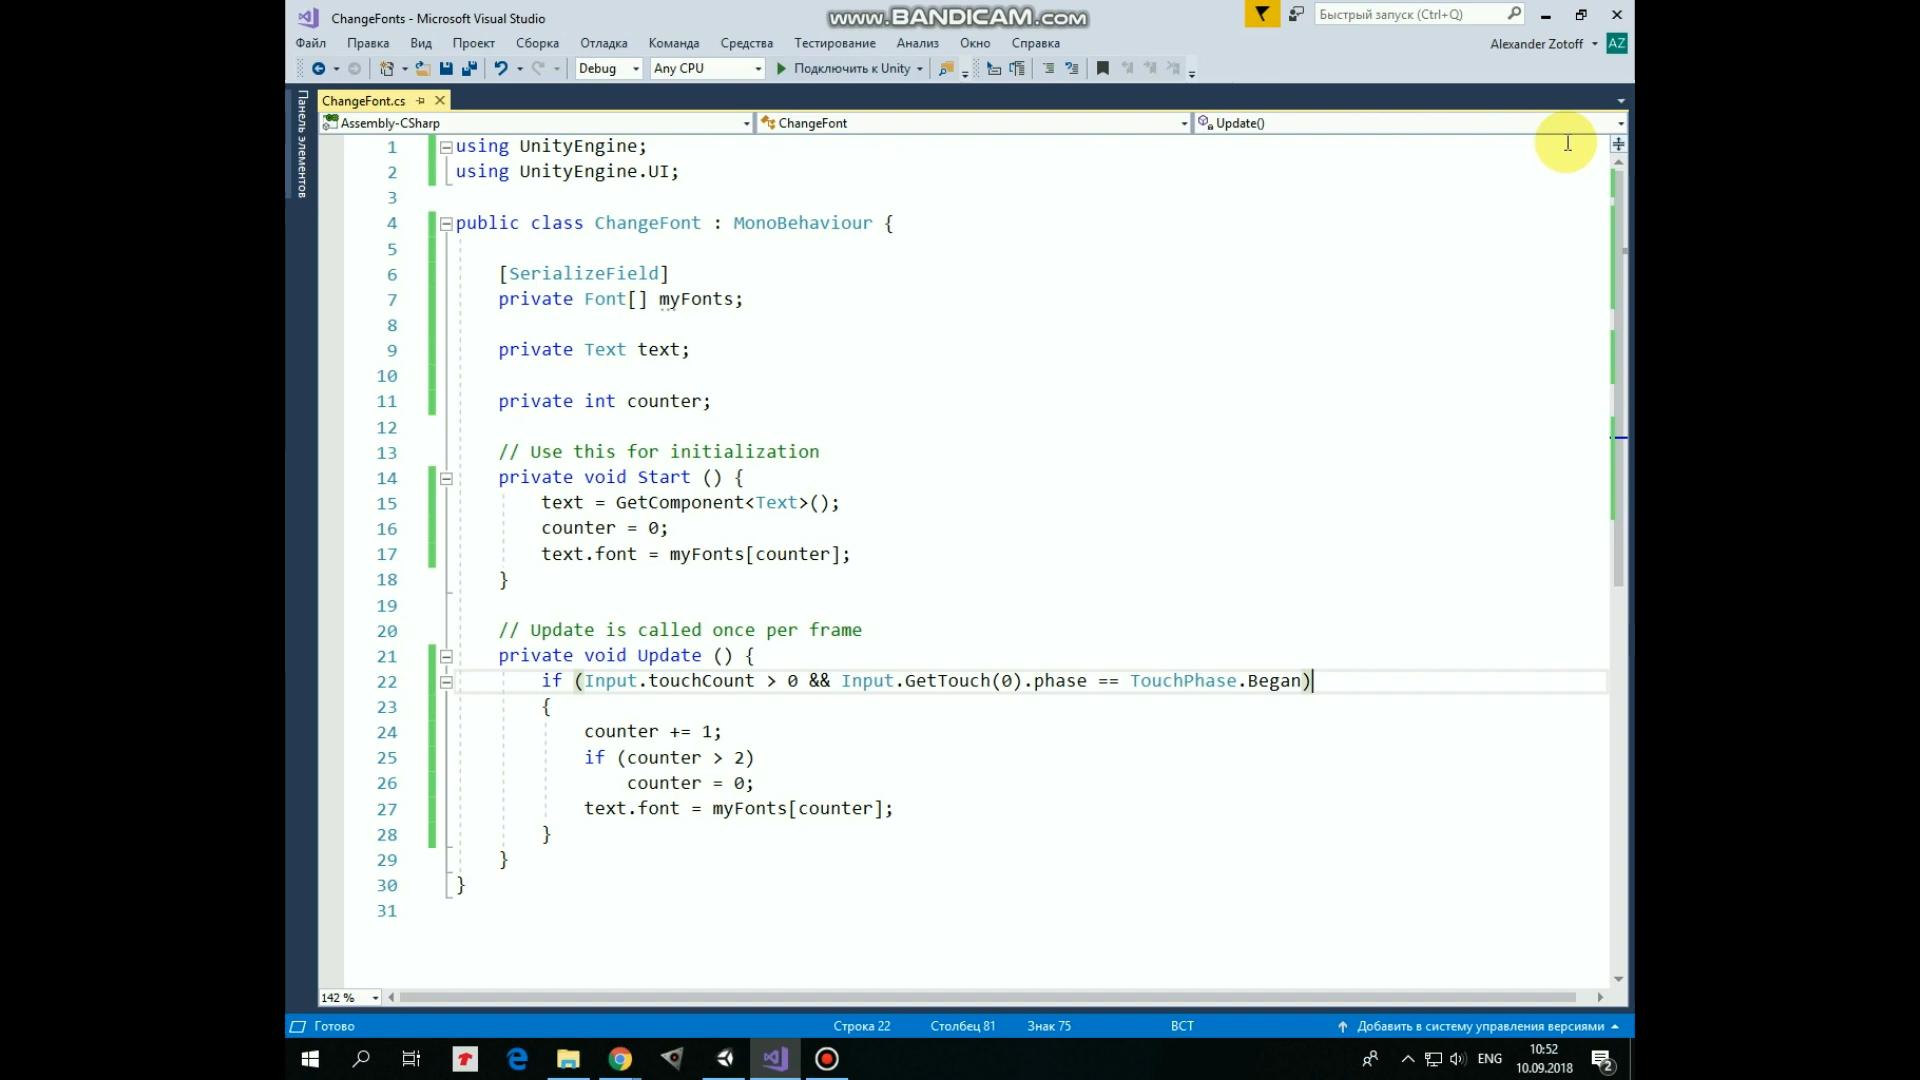 ChangeFonts - Microsoft Visual Studio
www.BANDICAM.com
Быстрый запуск (Ctrl+Q)
Файл Правка Вид Проект Сборка Отладка Команда Средства Тестирование Анализ Окно Справка
Alexander Zotoff AZ
Debug Any CPU Подключить к Unity
Панель элементов
ChangeFont.cs
Assembly-CSharp ChangeFont Update()
1 using UnityEngine;
2 using UnityEngine.UI;
3
4 public class ChangeFont : MonoBehaviour {
5
6 [SerializeField]
7 private Font[] myFonts;
8
9 private Text text;
10
11 private int counter;
12
13 // Use this for initialization
14 private void Start () {
15 text = GetComponent<Text>();
16 counter = 0;
17 text.font = myFonts[counter];
18 }
19
20 // Update is called once per frame
21 private void Update () {
22 if (Input.touchCount > 0 && Input.GetTouch(0).phase == TouchPhase.Began)
23 {
24 counter += 1;
25 if (counter > 2)
26 counter = 0;
27 text.font = myFonts[counter];
28 }
29 }
30 }
31
142 %
Готово Строка 22 Столбец 81 Знак 75 ВСТ Добавить в систему управления версиями
ENG 10:52
10.09.2018 2